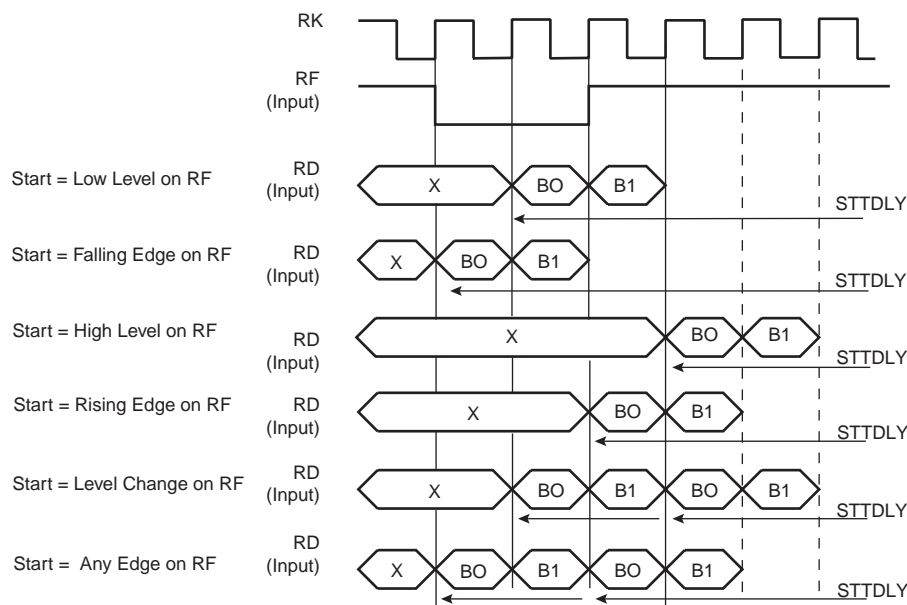 RK
RF
(Input)
Start = Low Level on RF
RD
(Input)
X
BO
B1
STTDLY
Start = Falling Edge on RF
RD
(Input)
X
BO
B1
STTDLY
Start = High Level on RF
RD
(Input)
X
BO
B1
STTDLY
Start = Rising Edge on RF
RD
(Input)
X
BO
B1
STTDLY
Start = Level Change on RF
RD
(Input)
X
BO
B1
BO
B1
STTDLY
Start = Any Edge on RF
RD
(Input)
X
BO
B1
BO
B1
STTDLY